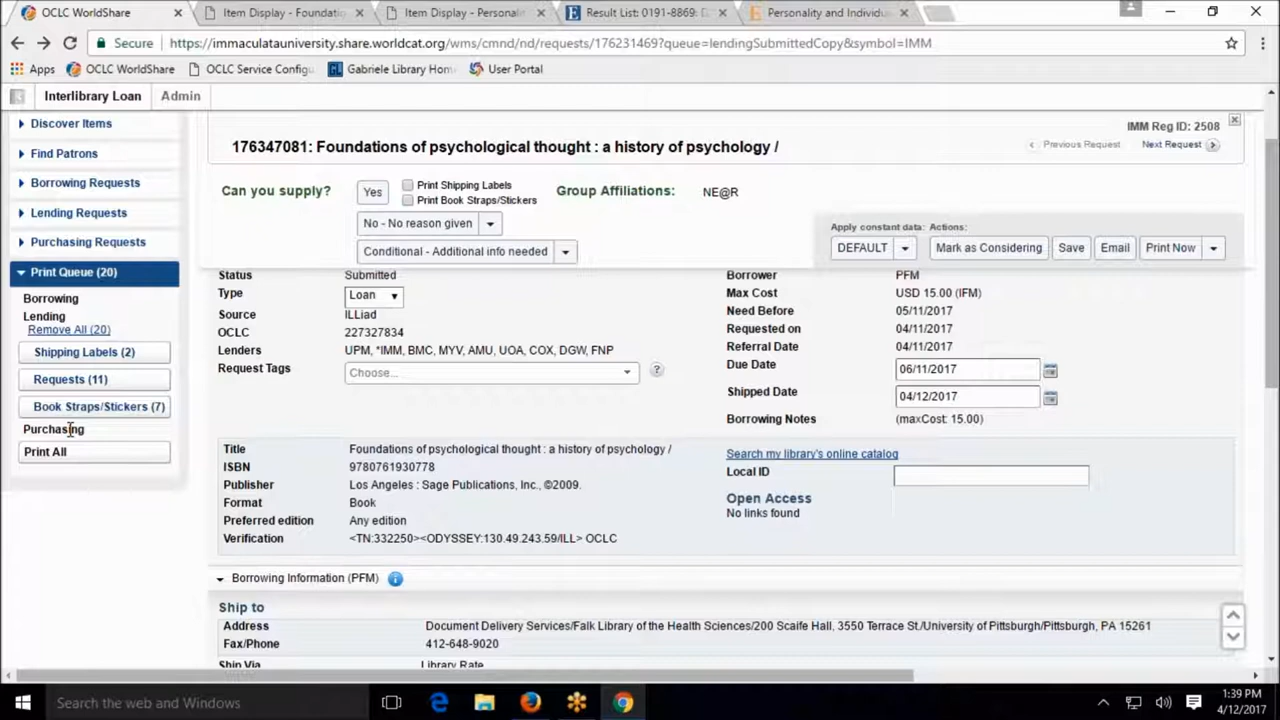 OCLC WorldShare
Item Display - Foundatio
Item Display - Personali
Result List: 0191-8869:
Personality and Individu
Secure
https://immaculatauniversity.share.worldcat.org/wms/cmnd/nd/requests/176231469?queue=lendingSubmittedCopy&symbol=IMM
Apps
OCLC WorldShare
OCLC Service Config
Gabriele Library Hom
User Portal
Interlibrary Loan
Admin
Discover Items
Find Patrons
Borrowing Requests
Lending Requests
Purchasing Requests
Print Queue (20)
Borrowing
Lending
Remove All (20)
Shipping Labels (2)
Requests (11)
Book Straps/Stickers (7)
Purchasing
Print All
IMM Reg ID: 2508
176347081: Foundations of psychological thought : a history of psychology /
Previous Request
Next Request
Can you supply?
Yes
Print Shipping Labels
Print Book Straps/Stickers
Group Affiliations:
NE@R
No - No reason given
Conditional - Additional info needed
Apply constant data:
Actions:
DEFAULT
Mark as Considering
Save
Email
Print Now
Status Submitted
Type Loan
Source ILLiad
OCLC 227327834
Lenders UPM, *IMM, BMC, MYV, AMU, UOA, COX, DGW, FNP
Request Tags Choose... ?
Borrower PFM
Max Cost USD 15.00 (IFM)
Need Before 05/11/2017
Requested on 04/11/2017
Referral Date 04/11/2017
Due Date 06/11/2017
Shipped Date 04/12/2017
Borrowing Notes (maxCost: 15.00)
Title Foundations of psychological thought : a history of psychology /
ISBN 9780761930778
Publisher Los Angeles : Sage Publications, Inc., ©2009.
Format Book
Preferred edition Any edition
Verification <TN:332250><ODYSSEY:130.49.243.59/ILL> OCLC
Search my library's online catalog
Local ID
Open Access
No links found
Borrowing Information (PFM)
Ship to
Address Document Delivery Services/Falk Library of the Health Sciences/200 Scaife Hall, 3550 Terrace St./University of Pittsburgh/Pittsburgh, PA 15261
Fax/Phone 412-648-9020
Ship Via Library Rate
Search the web and Windows
1:39 PM
4/12/2017